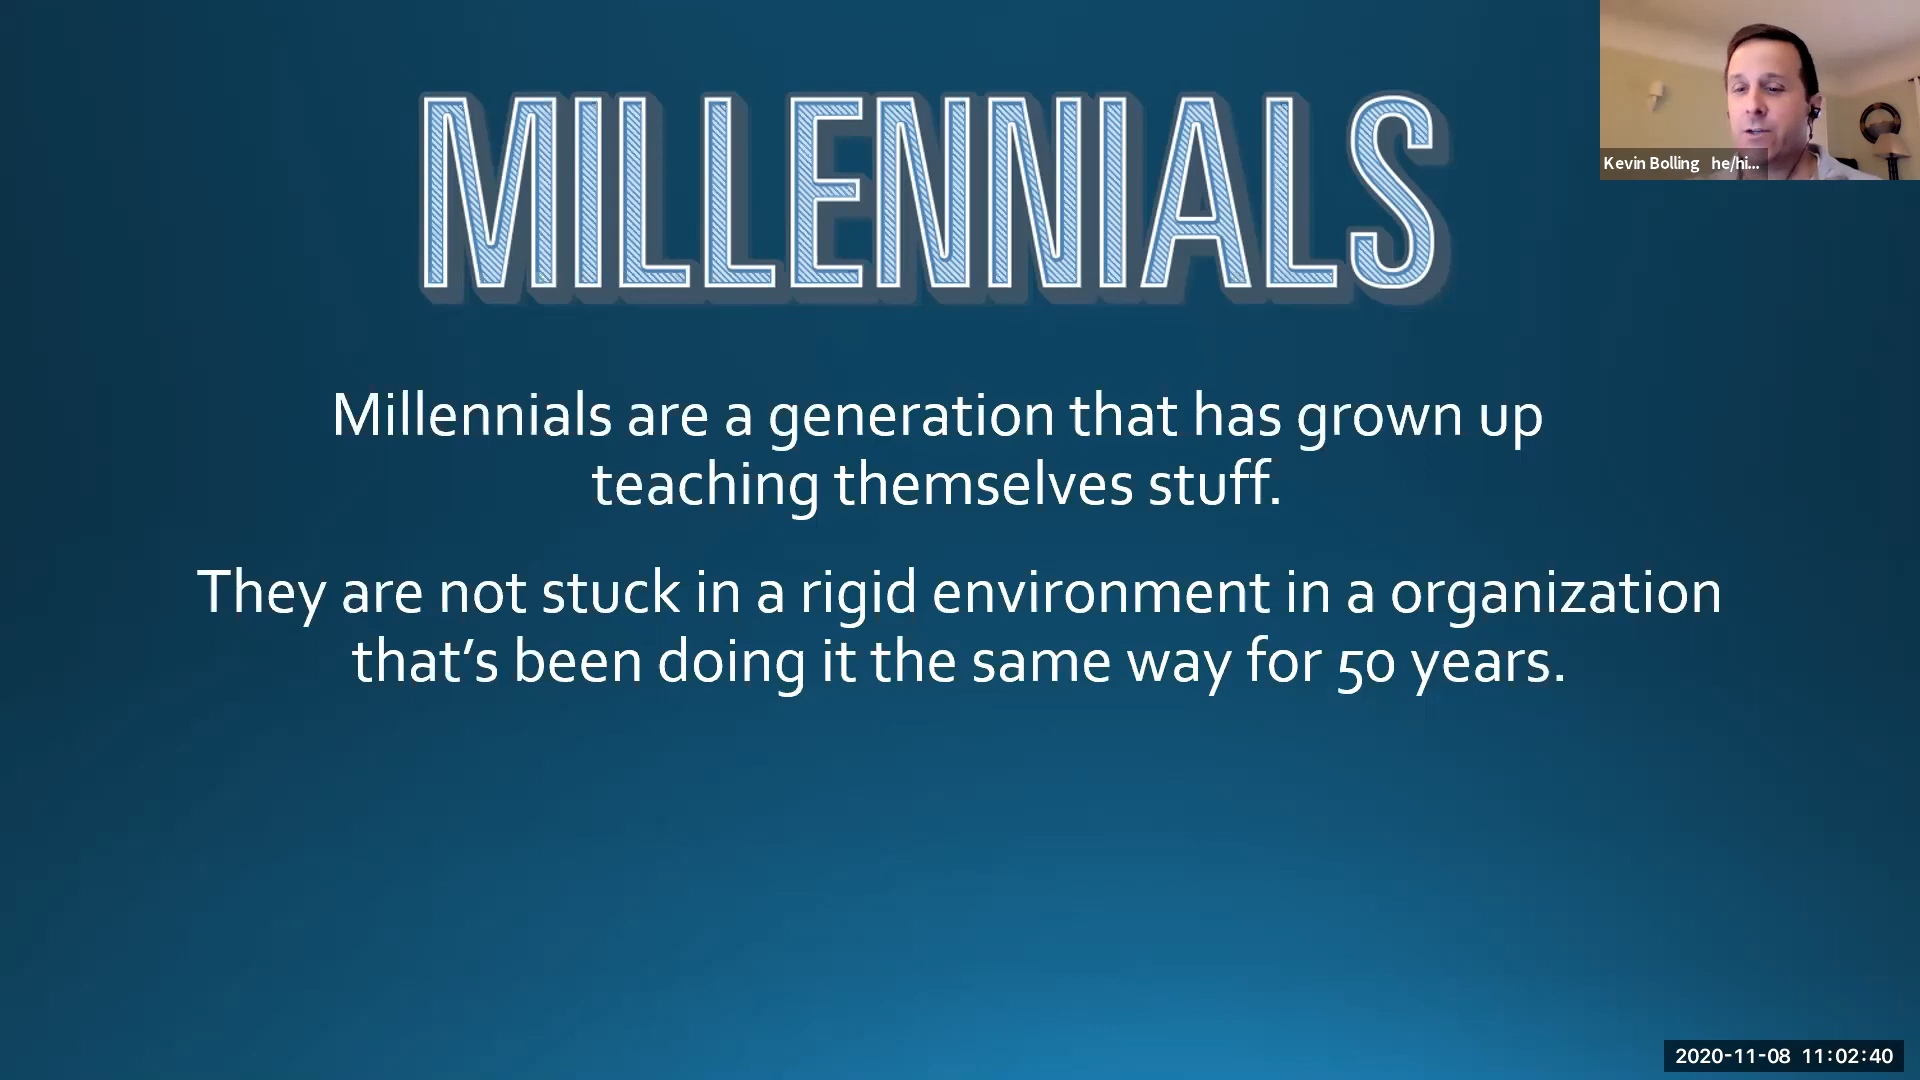 MILLENNIALS
Kevin Bolling he/hi...
Millennials are a generation that has grown up
teaching themselves stuff.
They are not stuck in a rigid environment in a organization
that’s been doing it the same way for 50 years.
2020-11-08 11:02:40